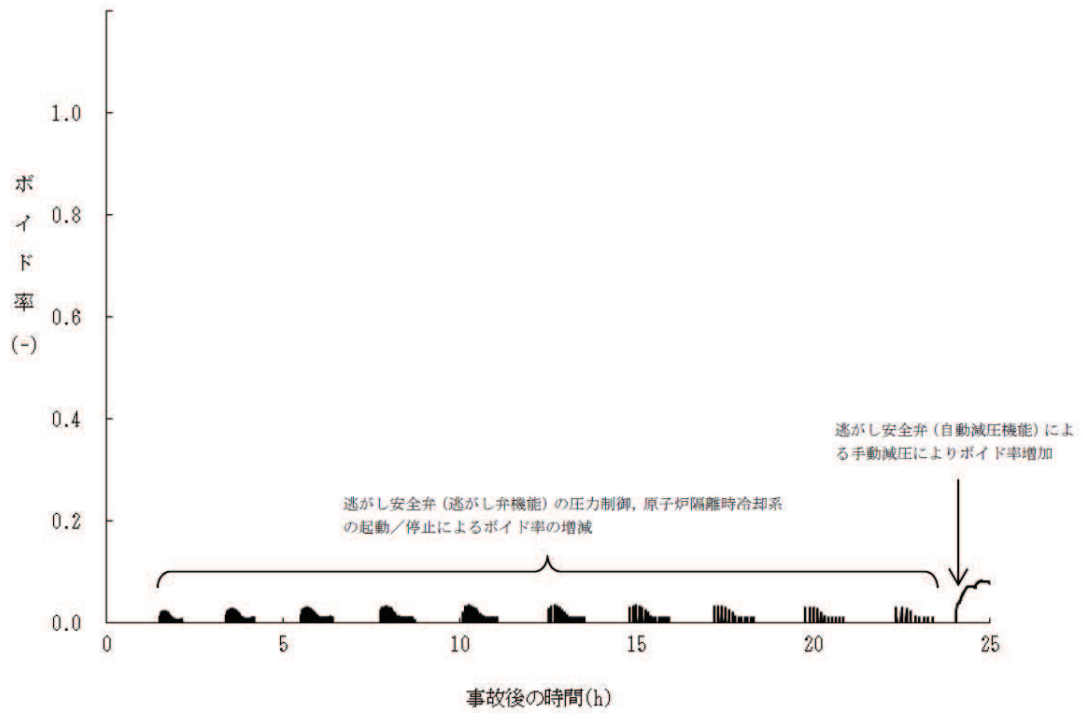 1.0
0.8
0.6
0.4
0.2
0.0
ボイド率(-)
逃がし安全弁(自動減圧機能)によ
る手動減圧によりボイド率増加
逃がし安全弁(逃がし弁機能)の圧力制御,原子炉隔離時冷却系
の起動/停止によるボイド率の増減
0 5 10 15 20 25
事故後の時間(h)